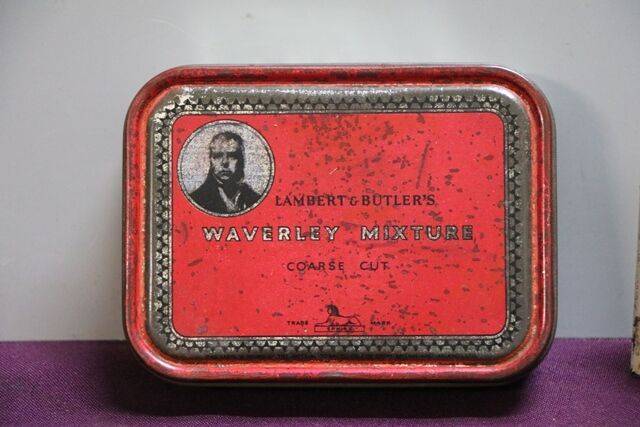 LAMBERT & BUTLER'S
WAVERLEY MIXTURE
COARSE CUT
TRADE MARK